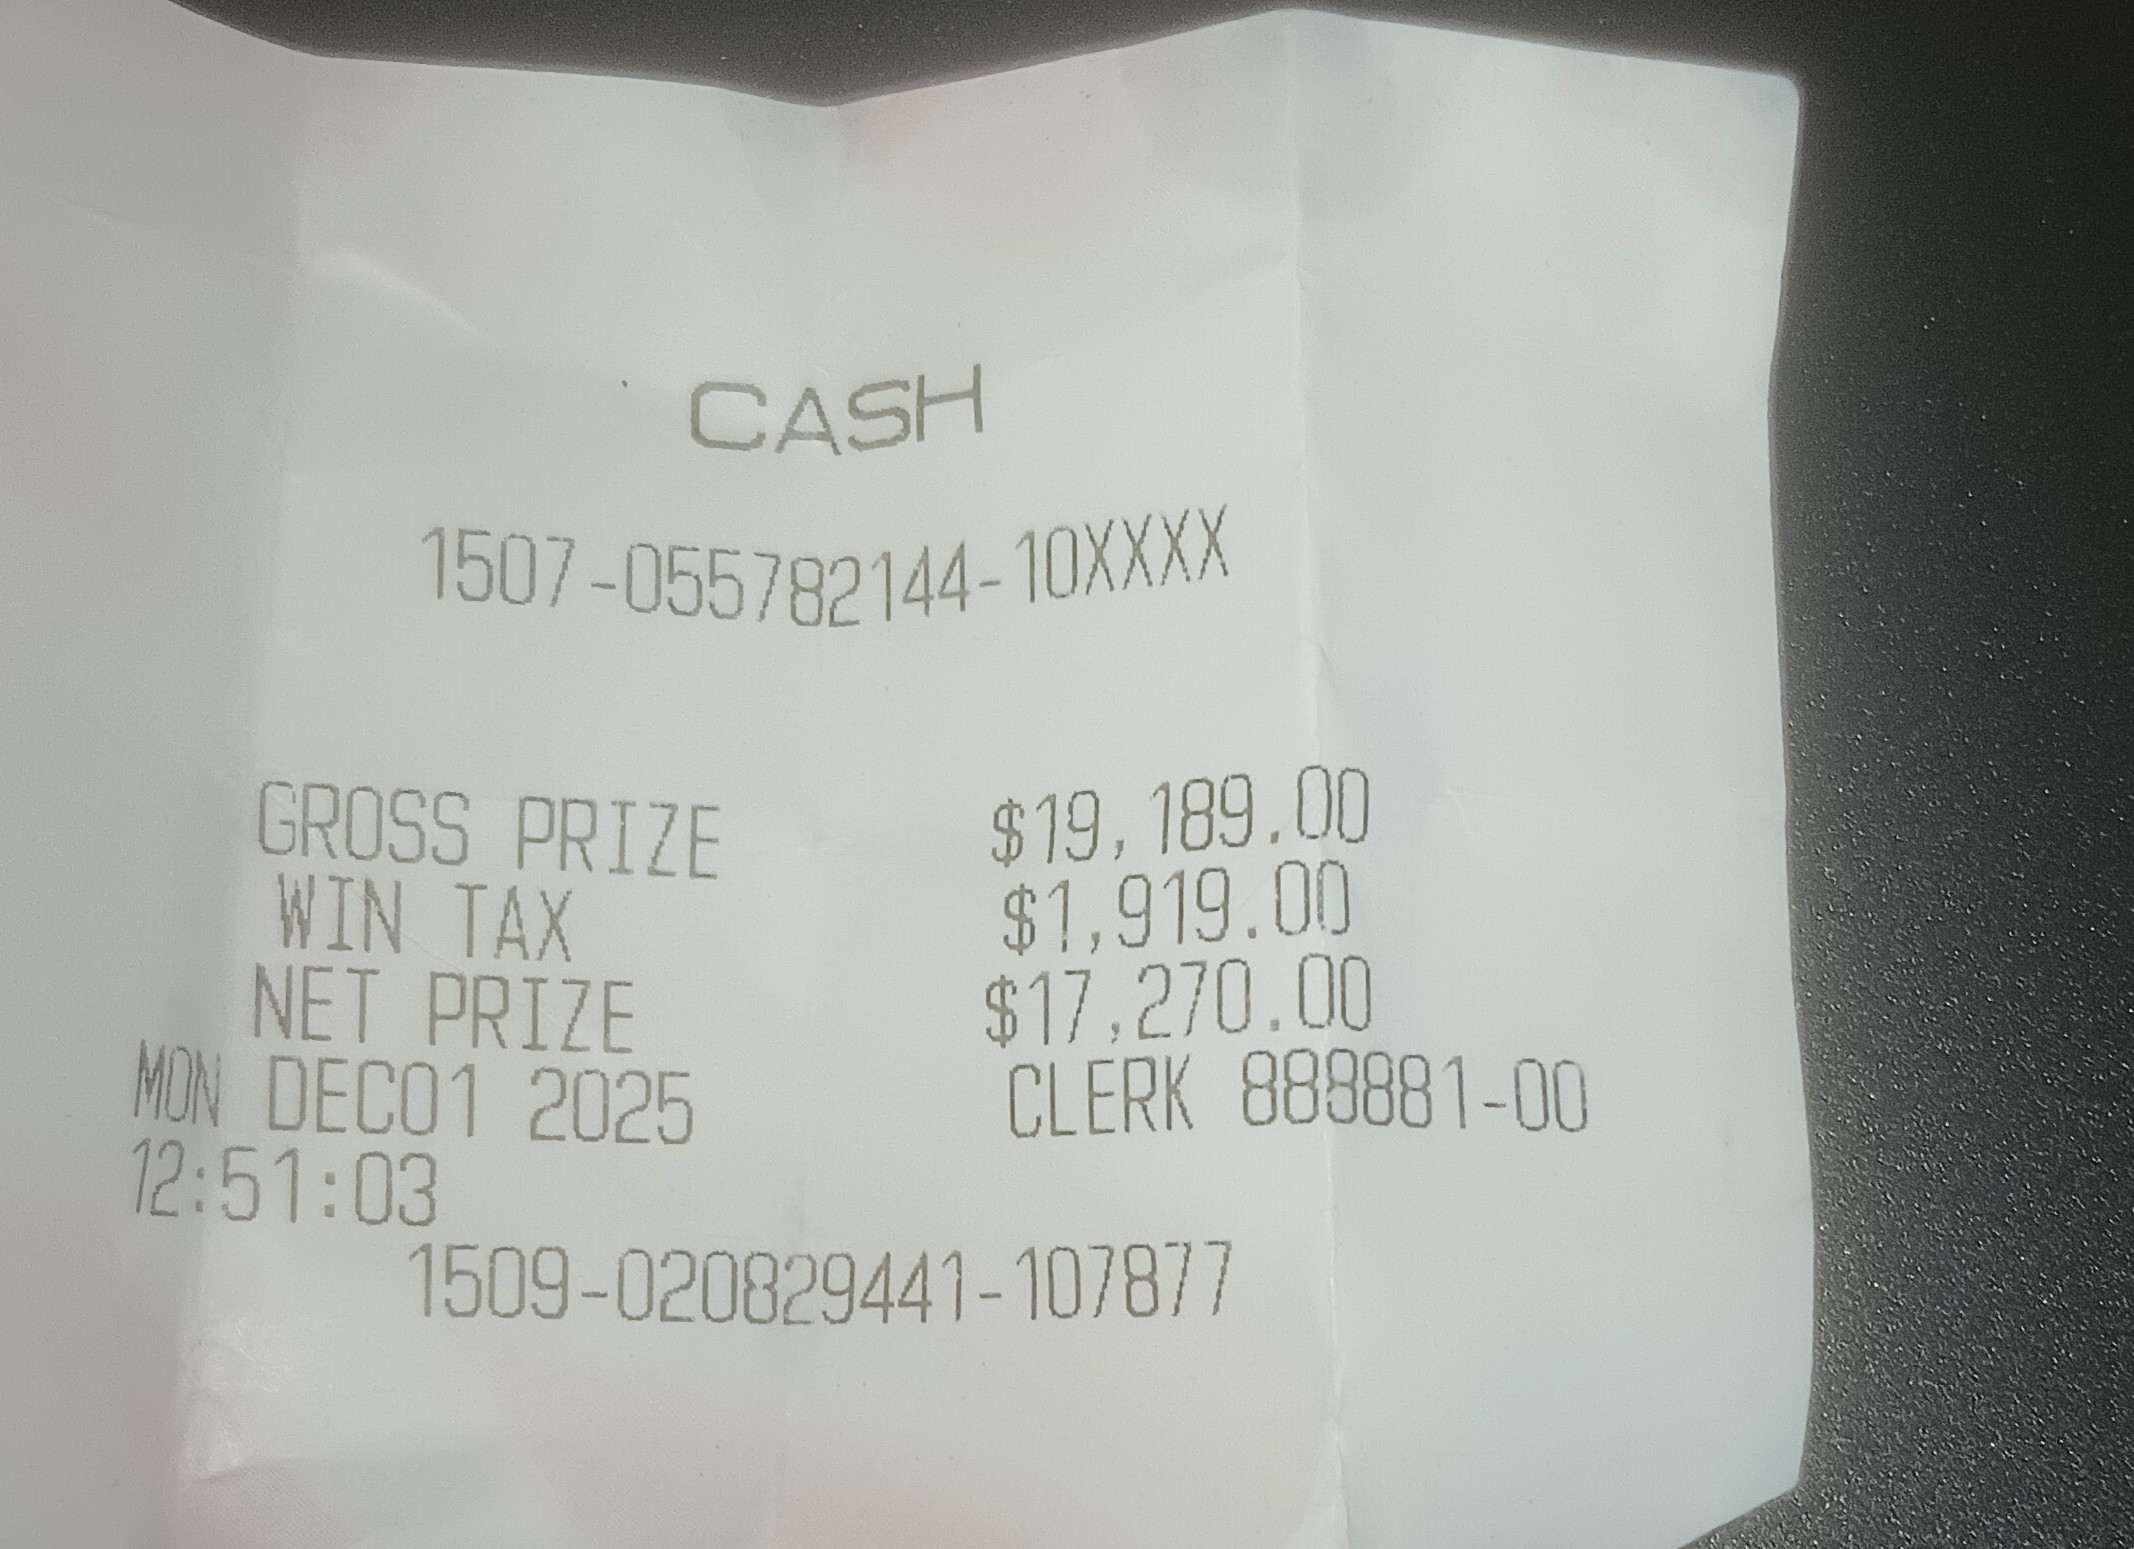 CASH
1507-055782144-10XXXX
GROSS PRIZE $19,189.00
WIN TAX $1,919.00
NET PRIZE $17,270.00
MON DEC01 2025 CLERK 888881-00
12:51:03
1509-020829441-107877